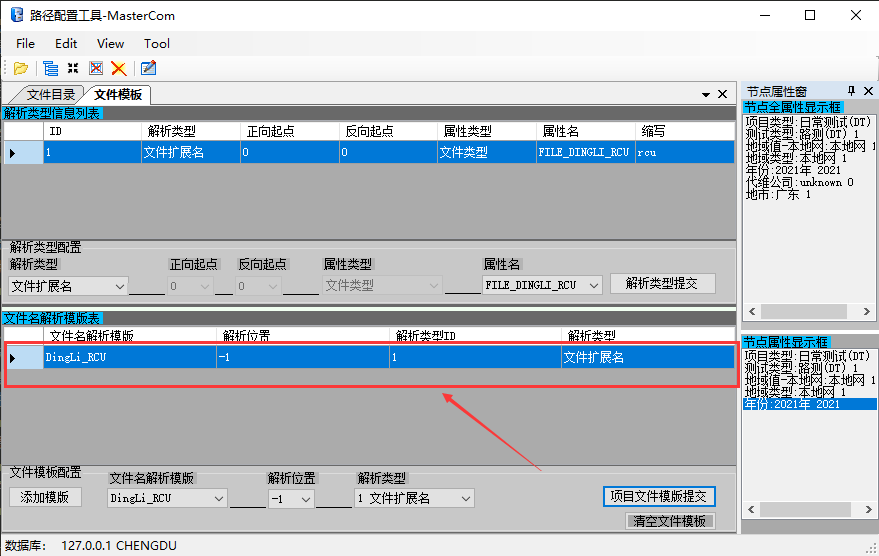 路径配置工具-MasterCom
File Edit View Tool
文件目录 文件模板
解析类型信息列表
ID 解析类型 正向起点 反向起点 属性类型 属性名 缩写
1 文件扩展名 0 0 文件类型 FILE_DINGLI_RCU rcu
解析类型配置
解析类型 正向起点 反向起点 属性类型 属性名
文件扩展名 0 0 文件类型 FILE_DINGLI_RCU 解析类型提交
文件名解析模版表
文件名解析模版 解析位置 解析类型ID 解析类型
DingLi_RCU -1 1 文件扩展名
文件模板配置
文件名解析模版 解析位置 解析类型
添加模版 DingLi_RCU -1 1 文件扩展名 项目文件模版提交
清空文件模板
节点属性窗
节点全属性显示框
项目类型:日常测试(DT)
测试类型:路测(DT) 1
地域值-本地网:本地网 1
地域类型:本地网 1
年份:2021年 2021
代维公司:unknown 0
地市:广东 1
节点属性显示框
项目类型:日常测试(DT)
测试类型:路测(DT) 1
地域值-本地网:本地网 1
地域类型:本地网 1
年份:2021年 2021
数据库: 127.0.0.1 CHENGDU